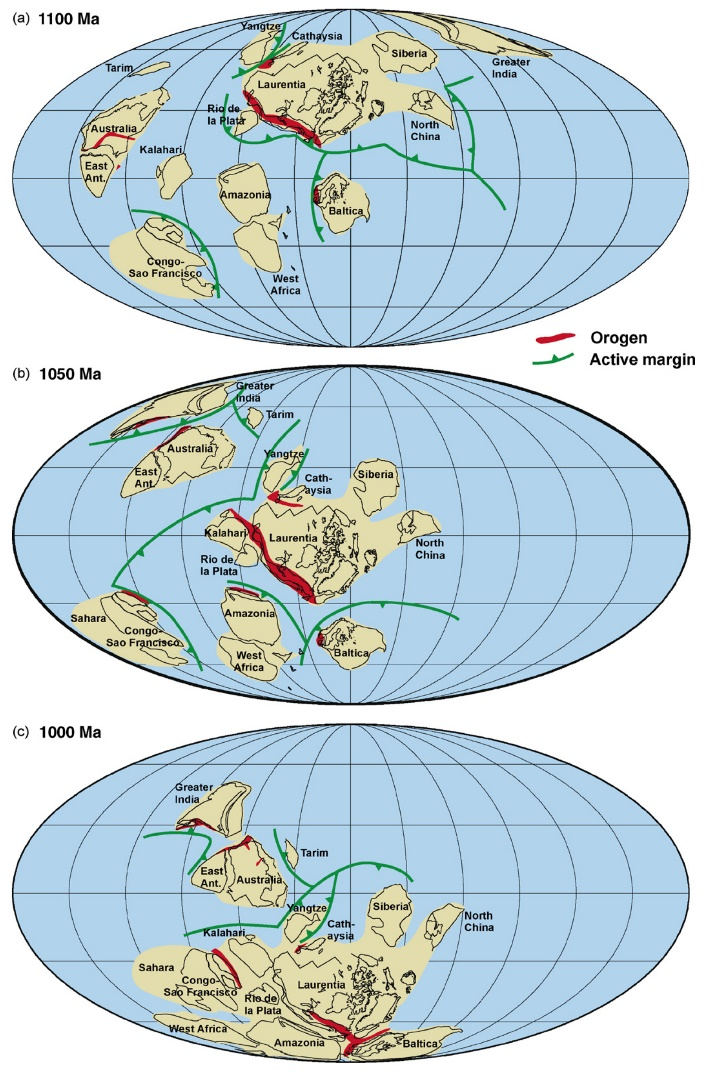 (a) 1100 Ma
Yangtze
Cathaysia
Siberia
Greater
India
Tarim
Laurentia
Rio de
la Plata
North
China
Australia
Kalahari
East
Ant.
Amazonia
Baltica
Congo-
Sao Francisco
West
Africa
Orogen
Active margin
(b) 1050 Ma
Greater
India
Tarim
Australia
East
Ant.
Yangtze
Cath-
aysia
Siberia
Kalahari
Laurentia
North
China
Rio de
la Plata
Sahara
Congo-
Sao Francisco
Amazonia
West
Africa
Baltica
(c) 1000 Ma
Greater
India
Tarim
East
Ant.
Australia
Yangtze
Siberia
North
China
Kalahari
Cath-
aysia
Sahara
Congo-
Sao Francisco
Laurentia
Rio de
la Plata
West Africa
Amazonia
Baltica